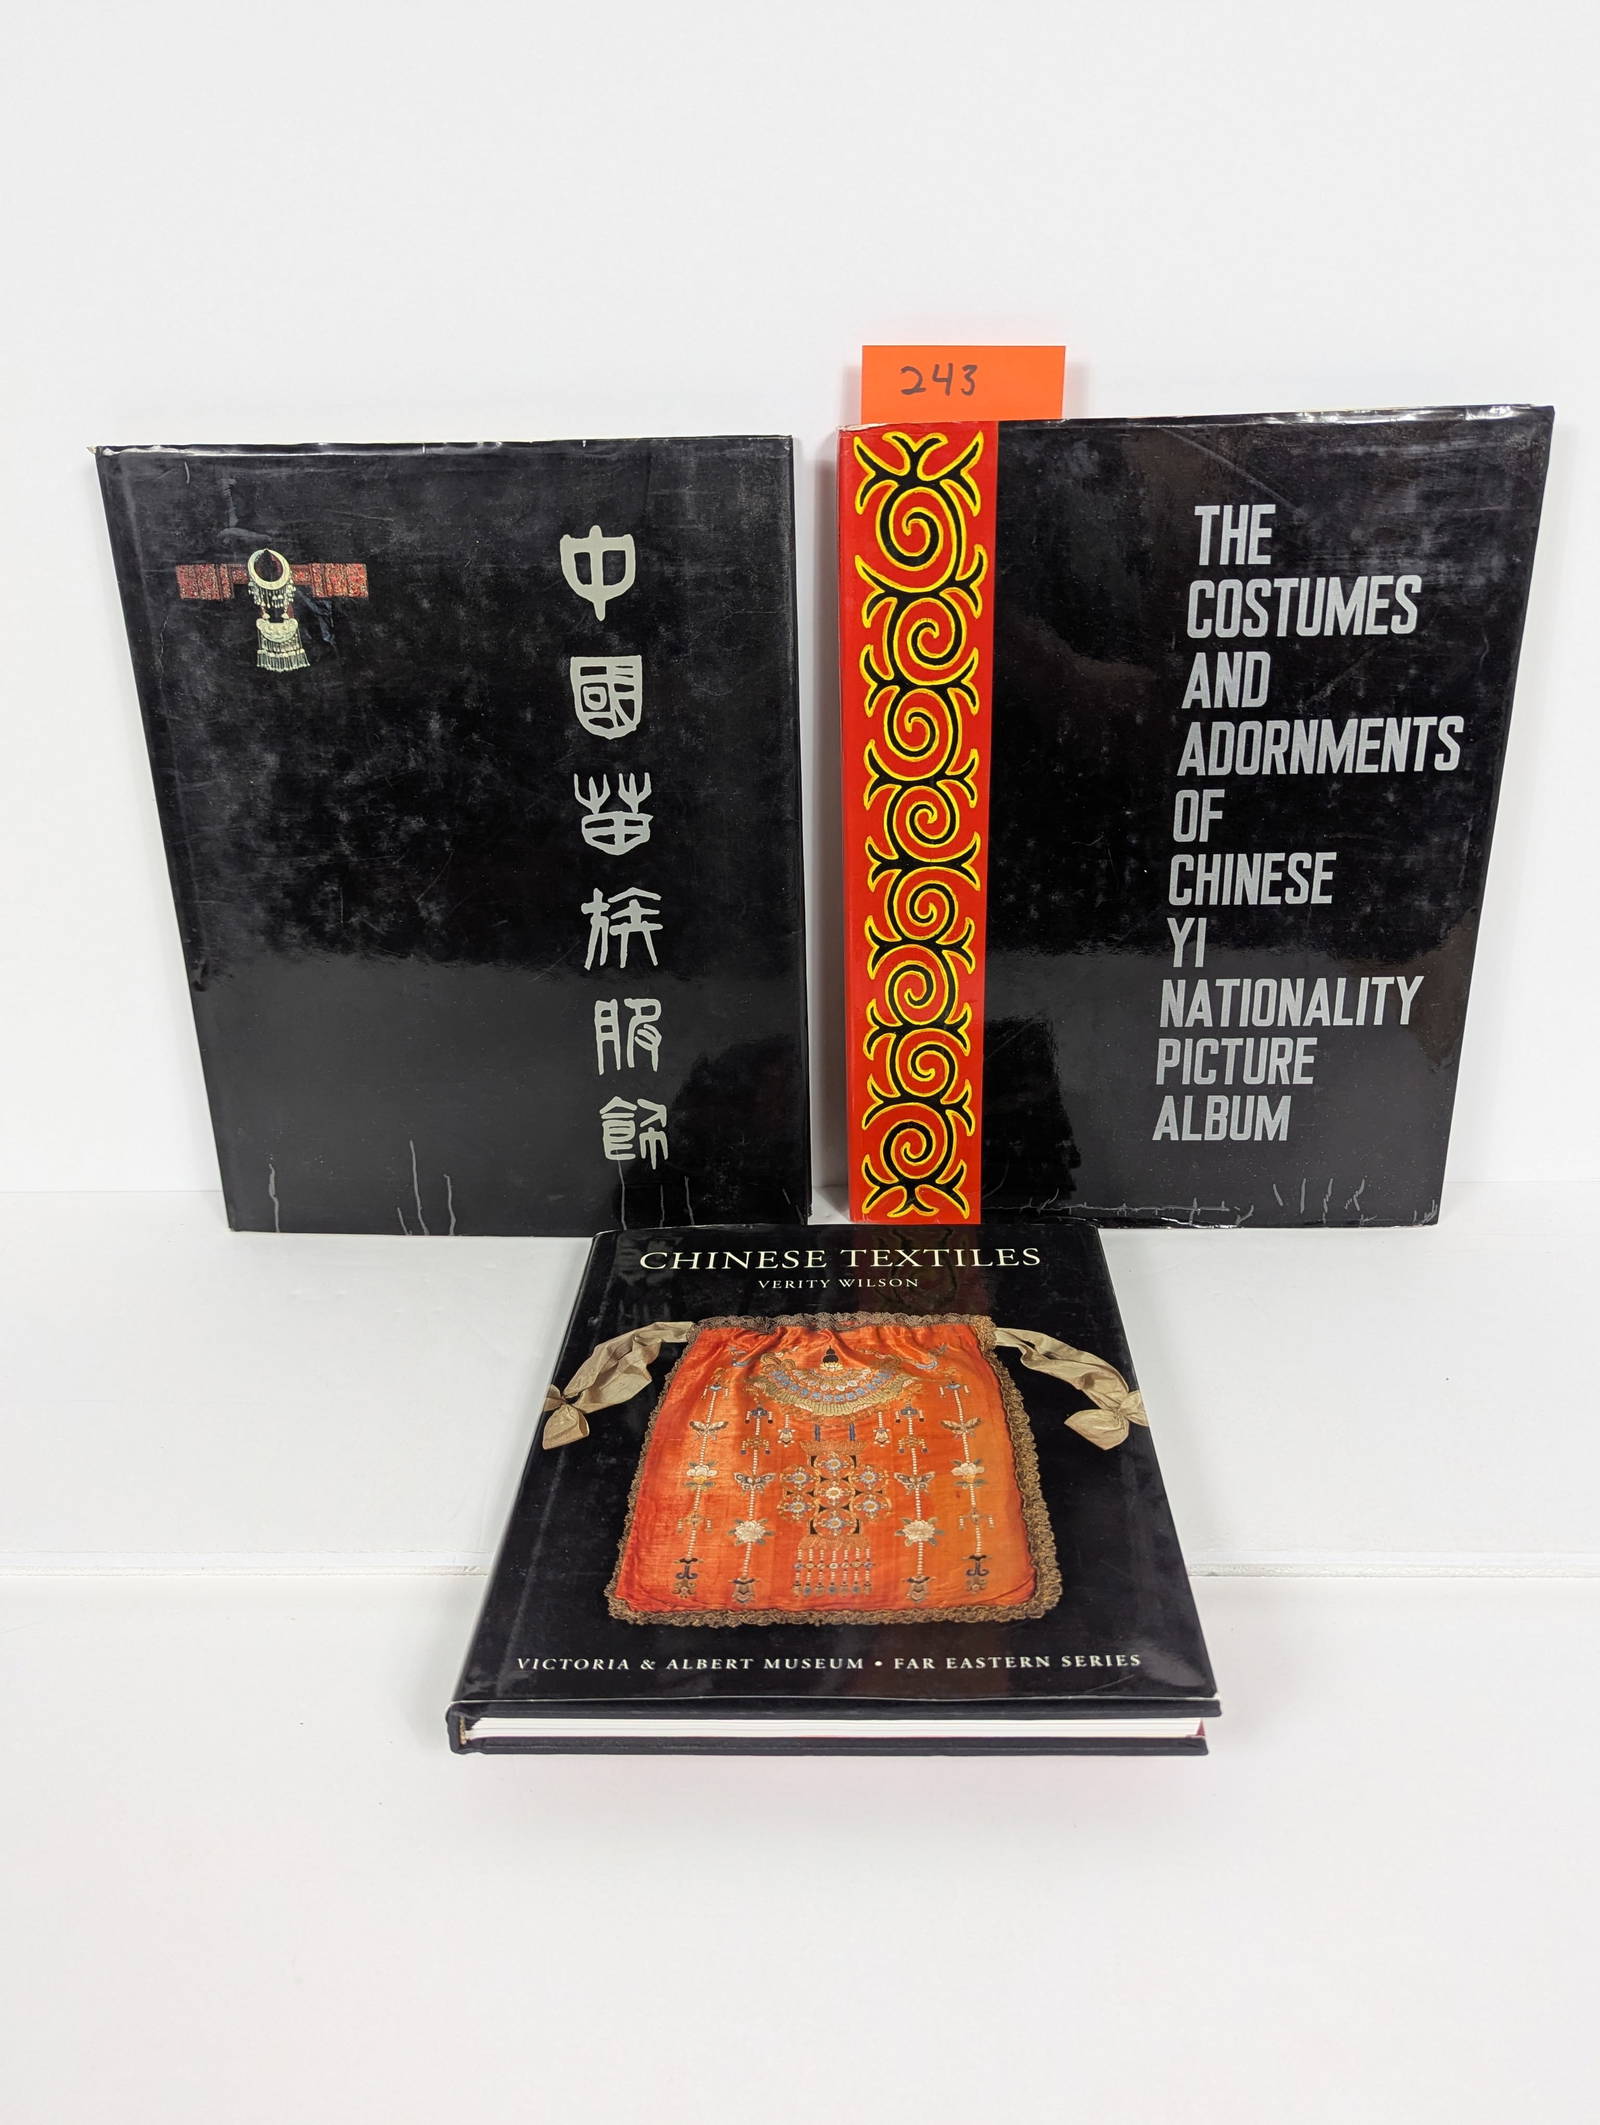 243
中國苗族服飾
THE
COSTUMES
AND
ADORNMENTS
OF
CHINESE
YI
NATIONALITY
PICTURE
ALBUM
CHINESE TEXTILES
VERITY WILSON
VICTORIA & ALBERT MUSEUM • FAR EASTERN SERIES